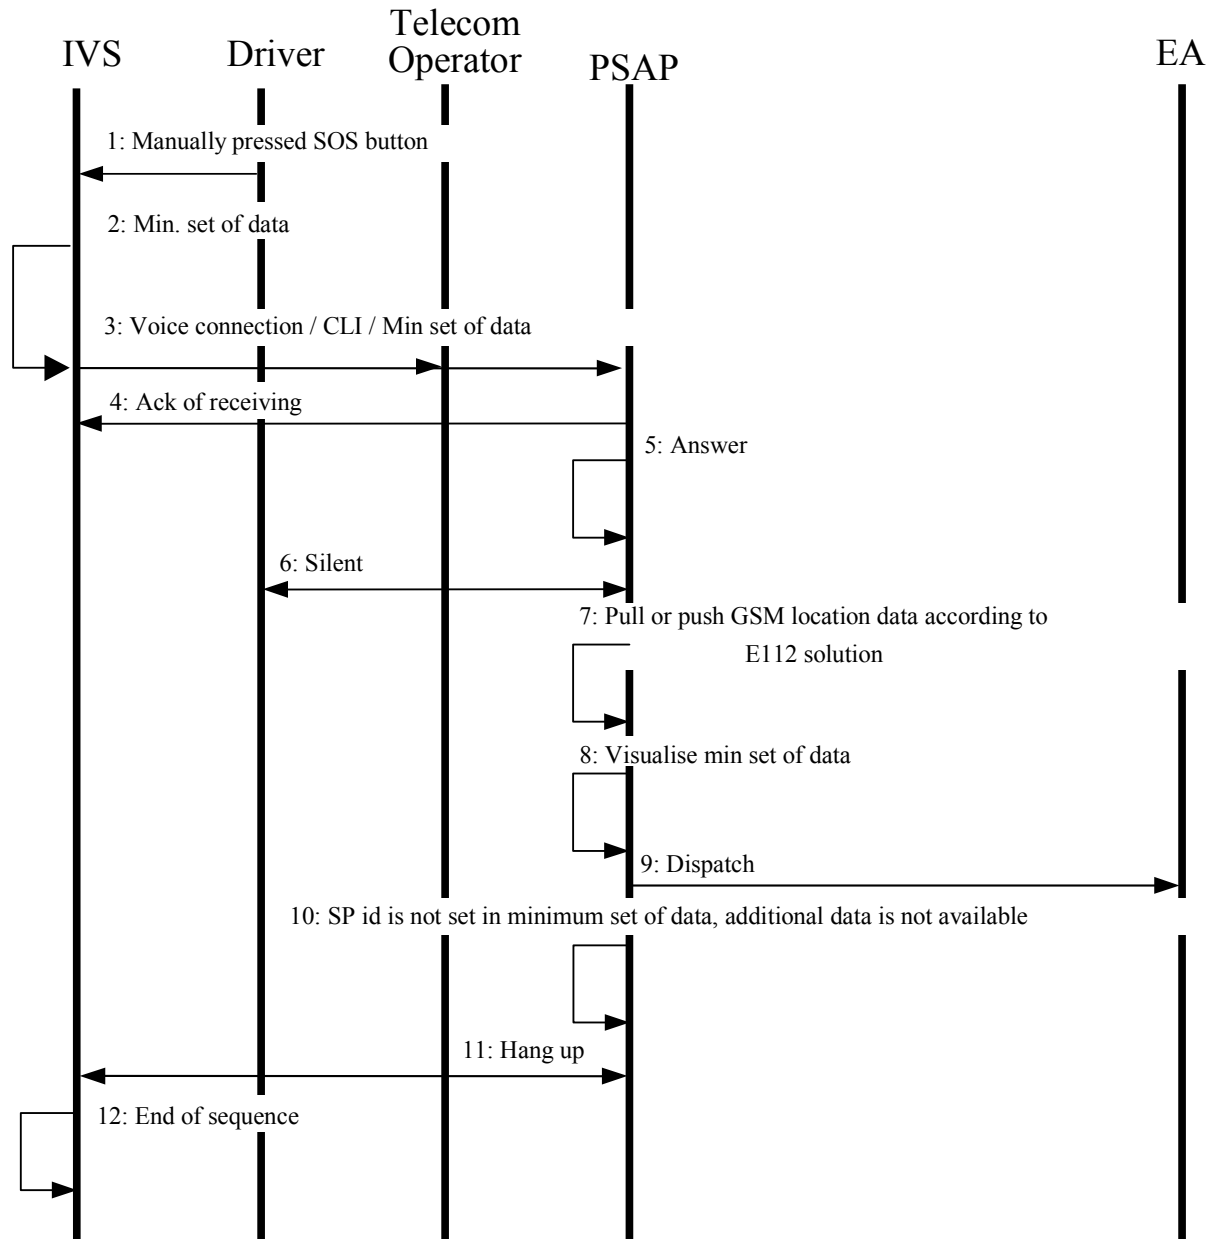 IVS
Driver
Telecom
Operator
PSAP
EA
1: Manually pressed SOS button
2: Min. set of data
3: Voice connection / CLI / Min set of data
4: Ack of receiving
5: Answer
6: Silent
7: Pull or push GSM location data according to
E112 solution
8: Visualise min set of data
9: Dispatch
10: SP id is not set in minimum set of data, additional data is not available
11: Hang up
12: End of sequence